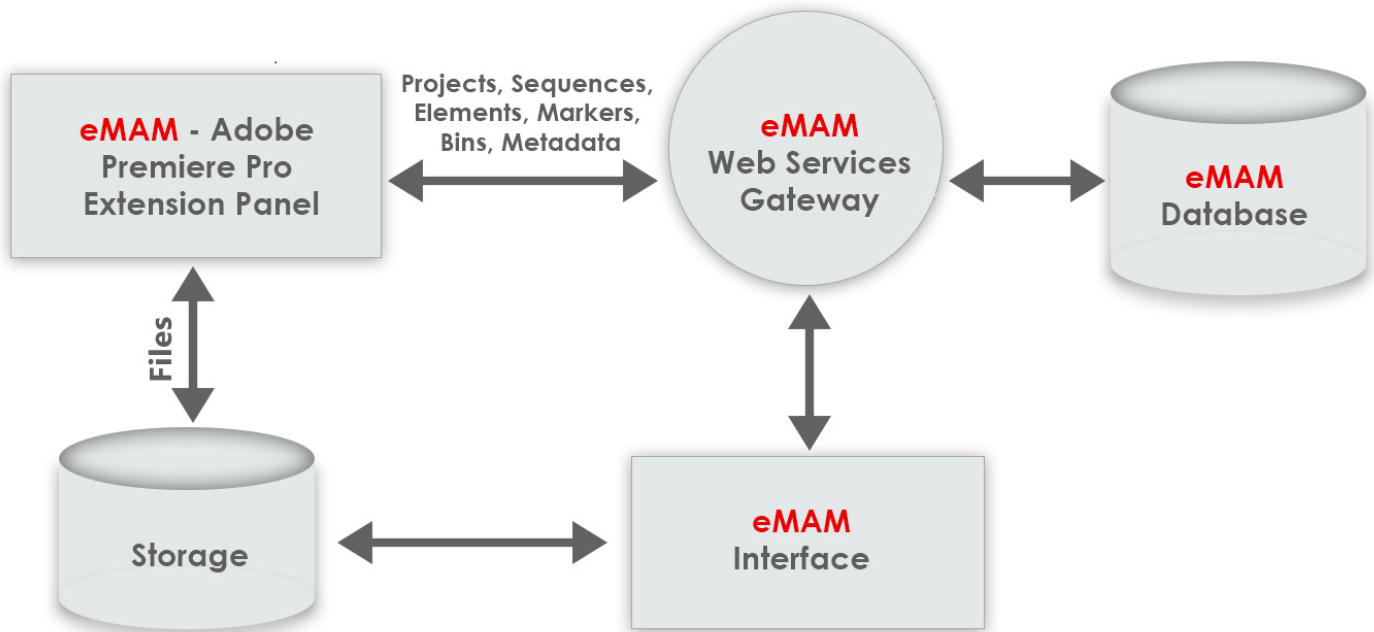 eMAM - Adobe
Premiere Pro
Extension Panel
Projects, Sequences,
Elements, Markers,
Bins, Metadata
eMAM
Web Services
Gateway
eMAM
Database
Files
Storage
eMAM
Interface